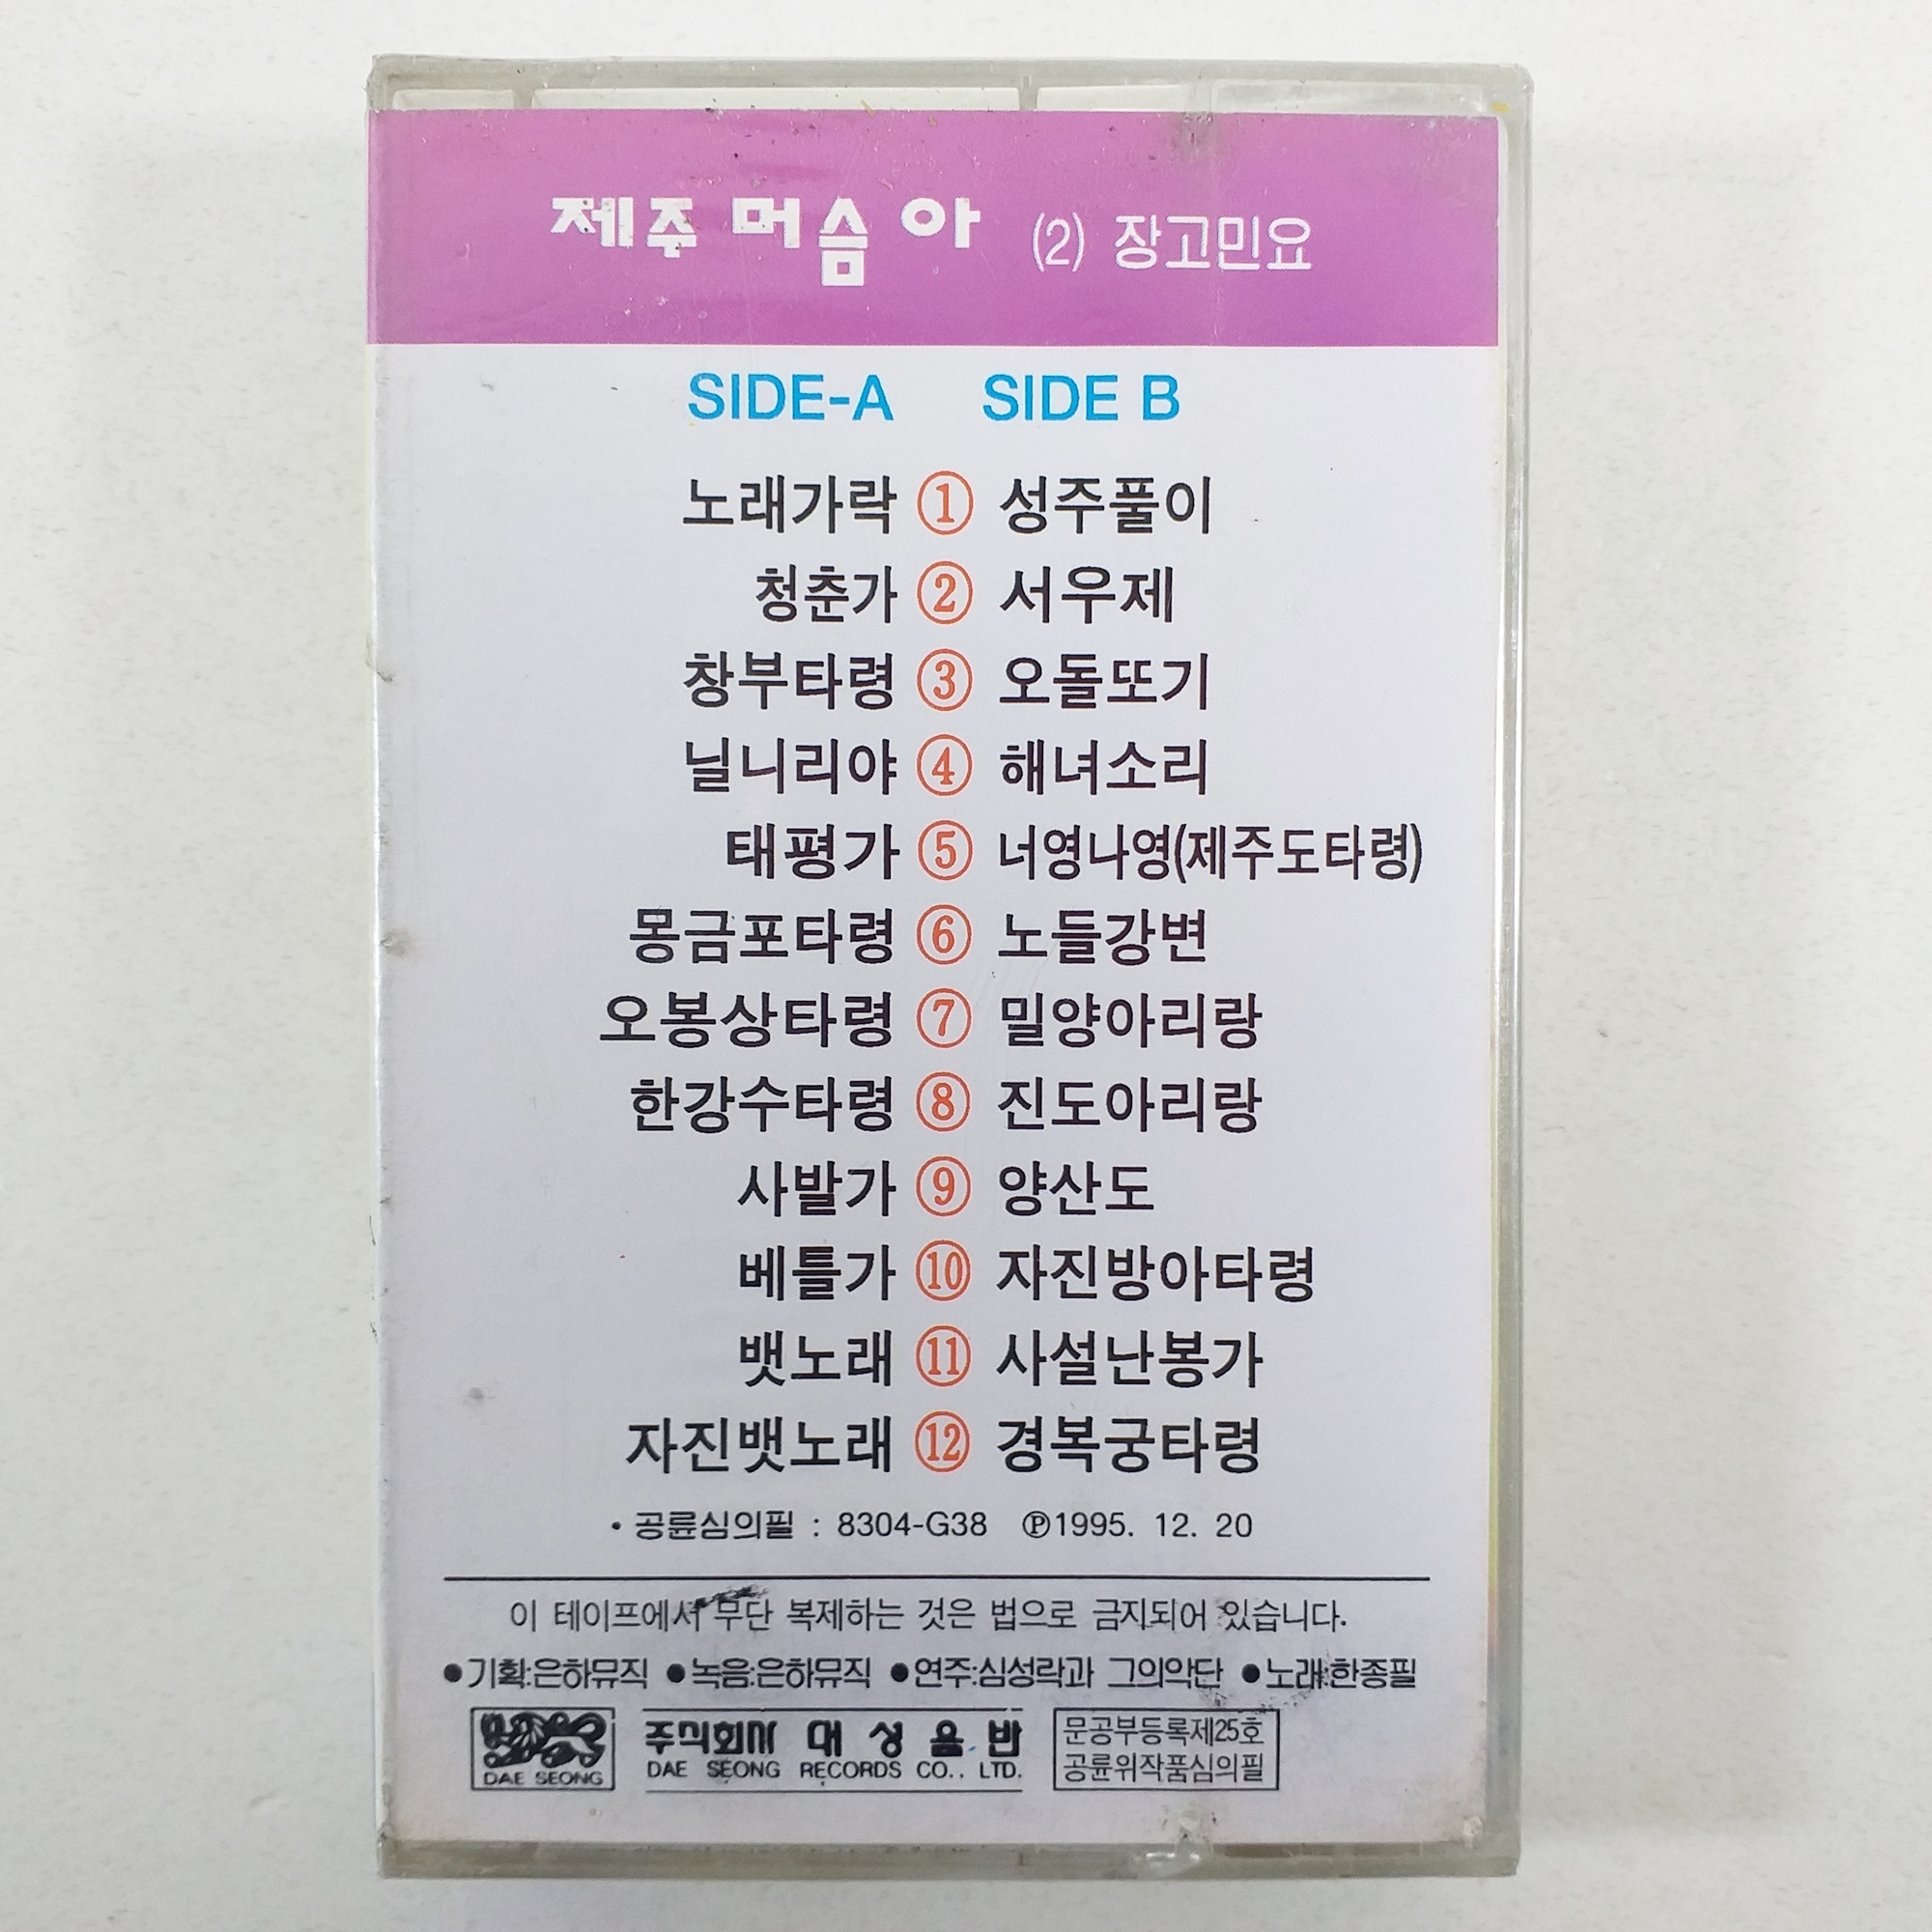 제주 머슴아 (2) 장고민요
SIDE-A SIDE B
노래가락 ① 성주풀이
청춘가 ② 서우제
창부타령 ③ 오돌또기
닐니리야 ④ 해녀소리
태평가 ⑤ 너영나영(제주도타령)
몽금포타령 ⑥ 노들강변
오봉상타령 ⑦ 밀양아리랑
한강수타령 ⑧ 진도아리랑
사발가 ⑨ 양산도
베틀가 ⑩ 자진방아타령
뱃노래 ⑪ 사설난봉가
자진뱃노래 ⑫ 경복궁타령
• 공륜심의필 : 8304-G38 ℗1995. 12. 20
이 테이프에서 무단 복제하는 것은 법으로 금지되어 있습니다.
●기획:은하뮤직 ●녹음:은하뮤직 ●연주:심성락과 그의악단 ●노래:한종필
DAE SEONG
주식회사 대성음반
DAE SEONG RECORDS CO., LTD.
문공부등록제25호
공륜위작품심의필